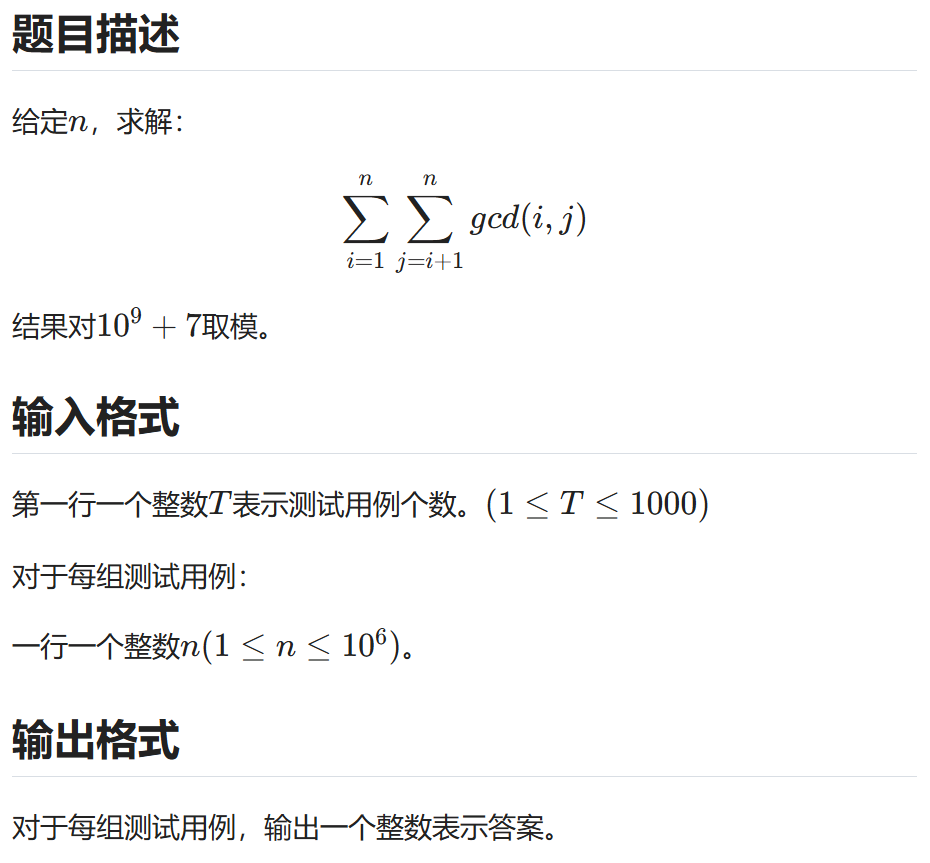 题目描述
给定$n$，求解：
$$\sum_{i=1}^{n}\sum_{j=i+1}^{n} gcd(i,j)$$
结果对$10^9+7$取模。
输入格式
第一行一个整数$T$表示测试用例个数。$(1 \leq T \leq 1000)$
对于每组测试用例：
一行一个整数$n(1 \leq n \leq 10^6)$。
输出格式
对于每组测试用例，输出一个整数表示答案。